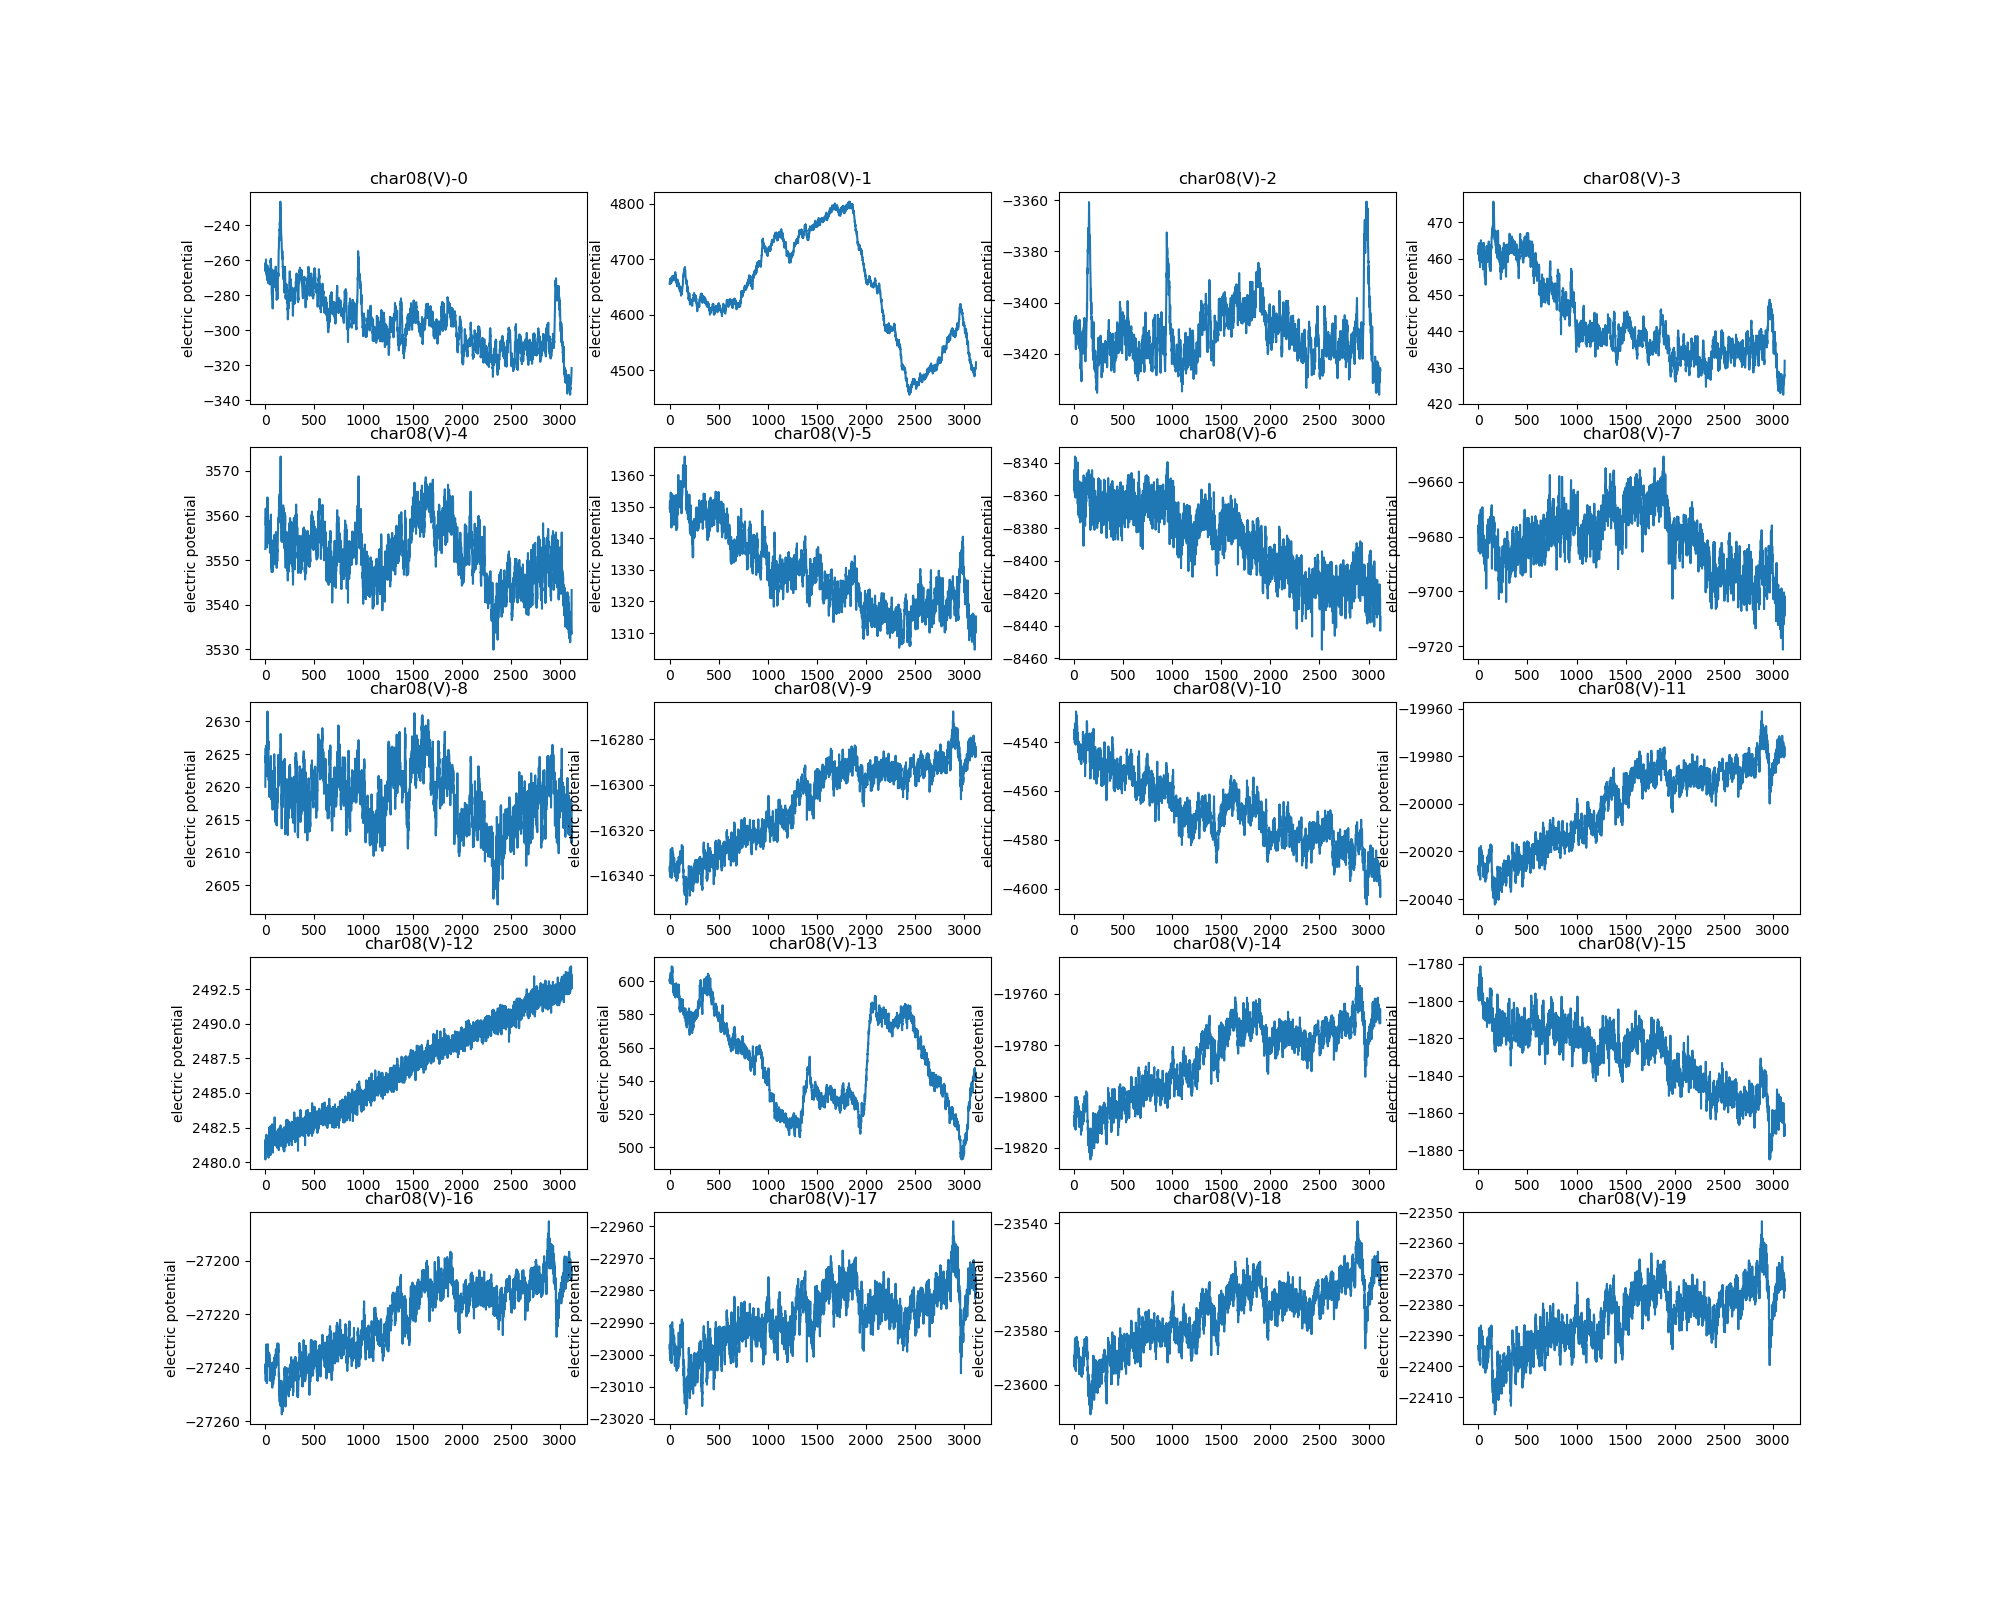 char08(V)-0 char08(V)-1 char08(V)-2 char08(V)-3
electric potential electric potential electric potential electric potential
−240 −260 −280 −300 −320 −340
4800 4700 4600 4500
−3360 −3380 −3400 −3420
470 460 450 440 430 420
0 500 1000 1500 2000 2500 3000 0 500 1000 1500 2000 2500 3000 0 500 1000 1500 2000 2500 3000 0 500 1000 1500 2000 2500 3000
char08(V)-4 char08(V)-5 char08(V)-6 char08(V)-7
electric potential electric potential electric potential electric potential
3570 3560 3550 3540 3530
1360 1350 1340 1330 1320 1310
−8340 −8360 −8380 −8400 −8420 −8440 −8460
−9660 −9680 −9700 −9720
0 500 1000 1500 2000 2500 3000 0 500 1000 1500 2000 2500 3000 0 500 1000 1500 2000 2500 3000 0 500 1000 1500 2000 2500 3000
char08(V)-8 char08(V)-9 char08(V)-10 char08(V)-11
electric potential electric potential electric potential electric potential
2630 2625 2620 2615 2610 2605
−16280 −16300 −16320 −16340
−4540 −4560 −4580 −4600
−19960 −19980 −20000 −20020 −20040
0 500 1000 1500 2000 2500 3000 0 500 1000 1500 2000 2500 3000 0 500 1000 1500 2000 2500 3000 0 500 1000 1500 2000 2500 3000
char08(V)-12 char08(V)-13 char08(V)-14 char08(V)-15
electric potential electric potential electric potential electric potential
2492.5 2490.0 2487.5 2485.0 2482.5 2480.0
600 580 560 540 520 500
−19760 −19780 −19800 −19820
−1780 −1800 −1820 −1840 −1860 −1880
0 500 1000 1500 2000 2500 3000 0 500 1000 1500 2000 2500 3000 0 500 1000 1500 2000 2500 3000 0 500 1000 1500 2000 2500 3000
char08(V)-16 char08(V)-17 char08(V)-18 char08(V)-19
electric potential electric potential electric potential electric potential
−27200 −27220 −27240 −27260
−22960 −22970 −22980 −22990 −23000 −23010 −23020
−23540 −23560 −23580 −23600
−22350 −22360 −22370 −22380 −22390 −22400 −22410
0 500 1000 1500 2000 2500 3000 0 500 1000 1500 2000 2500 3000 0 500 1000 1500 2000 2500 3000 0 500 1000 1500 2000 2500 3000